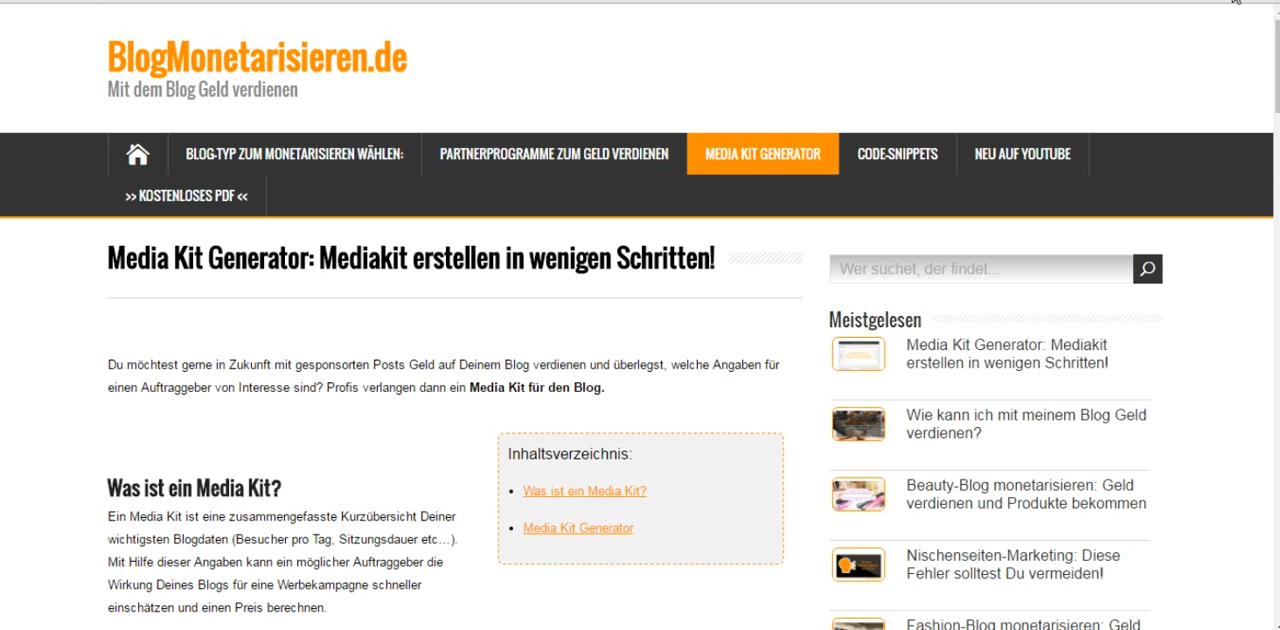 BlogMonetarisieren.de
Mit dem Blog Geld verdienen
BLOG-TYP ZUM MONETARISIEREN WÄHLEN:
PARTNERPROGRAMME ZUM GELD VERDIENEN
MEDIA KIT GENERATOR
CODE-SNIPPETS
NEU AUF YOUTUBE
>> KOSTENLOSES PDF <<
Media Kit Generator: Mediakit erstellen in wenigen Schritten!
Du möchtest gerne in Zukunft mit gesponsorten Posts Geld auf Deinem Blog verdienen und überlegst, welche Angaben für
einen Auftraggeber von Interesse sind? Profis verlangen dann ein Media Kit für den Blog.
Inhaltsverzeichnis:
• Was ist ein Media Kit?
• Media Kit Generator
Was ist ein Media Kit?
Ein Media Kit ist eine zusammengefasste Kurzübersicht Deiner
wichtigsten Blogdaten (Besucher pro Tag, Sitzungsdauer etc…).
Mit Hilfe dieser Angaben kann ein möglicher Auftraggeber die
Wirkung Deines Blogs für eine Werbekampagne schneller
einschätzen und einen Preis berechnen.
Wer suchet, der findet...
Meistgelesen
Media Kit Generator: Mediakit
erstellen in wenigen Schritten!
Wie kann ich mit meinem Blog Geld
verdienen?
Beauty-Blog monetarisieren: Geld
verdienen und Produkte bekommen
Nischenseiten-Marketing: Diese
Fehler solltest Du vermeiden!
Fashion-Blog monetarisieren: Geld